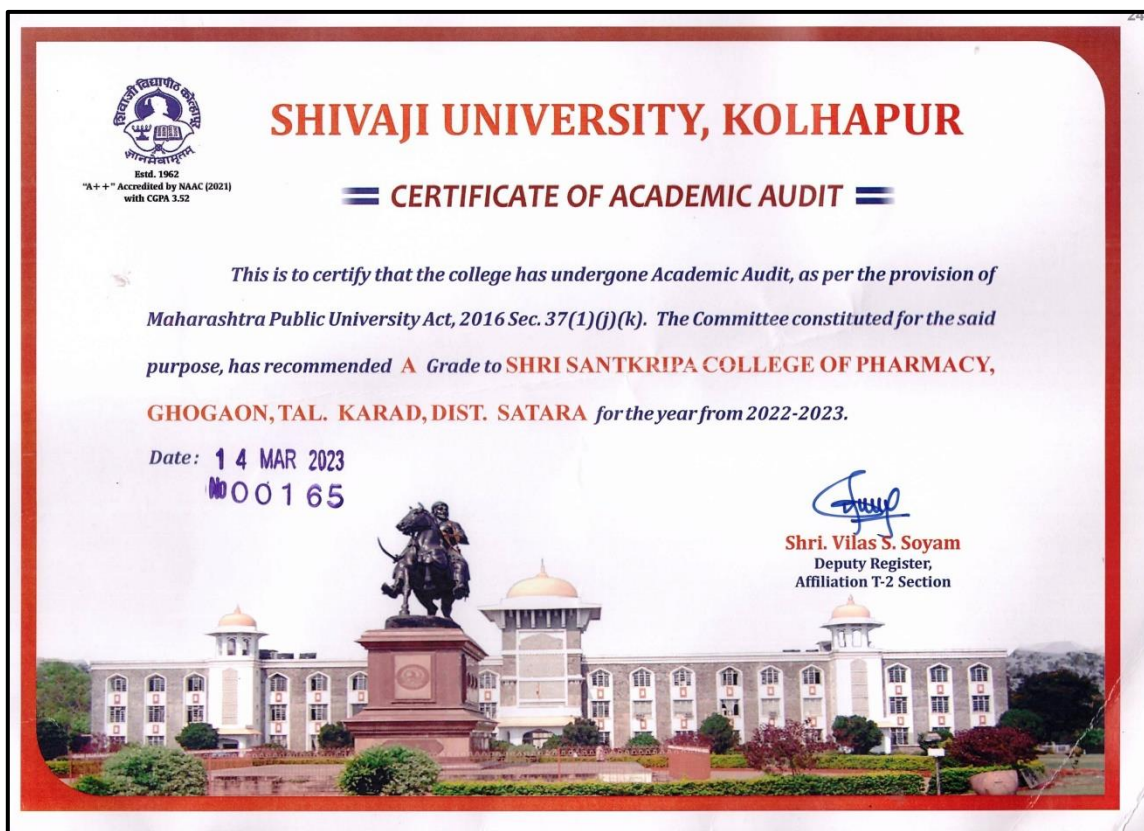 24
शिवाजी विद्यापीठ कोल्हापूर
ज्ञानमेवामृतम्
Estd. 1962
"A++" Accredited by NAAC (2021)
with CGPA 3.52
SHIVAJI UNIVERSITY, KOLHAPUR
CERTIFICATE OF ACADEMIC AUDIT
This is to certify that the college has undergone Academic Audit, as per the provision of
Maharashtra Public University Act, 2016 Sec. 37(1)(j)(k). The Committee constituted for the said
purpose, has recommended A Grade to SHRI SANTKRIPA COLLEGE OF PHARMACY,
GHOGAON, TAL. KARAD, DIST. SATARA for the year from 2022-2023.
Date: 14 MAR 2023
No 00165
Shri. Vilas S. Soyam
Deputy Register,
Affiliation T-2 Section